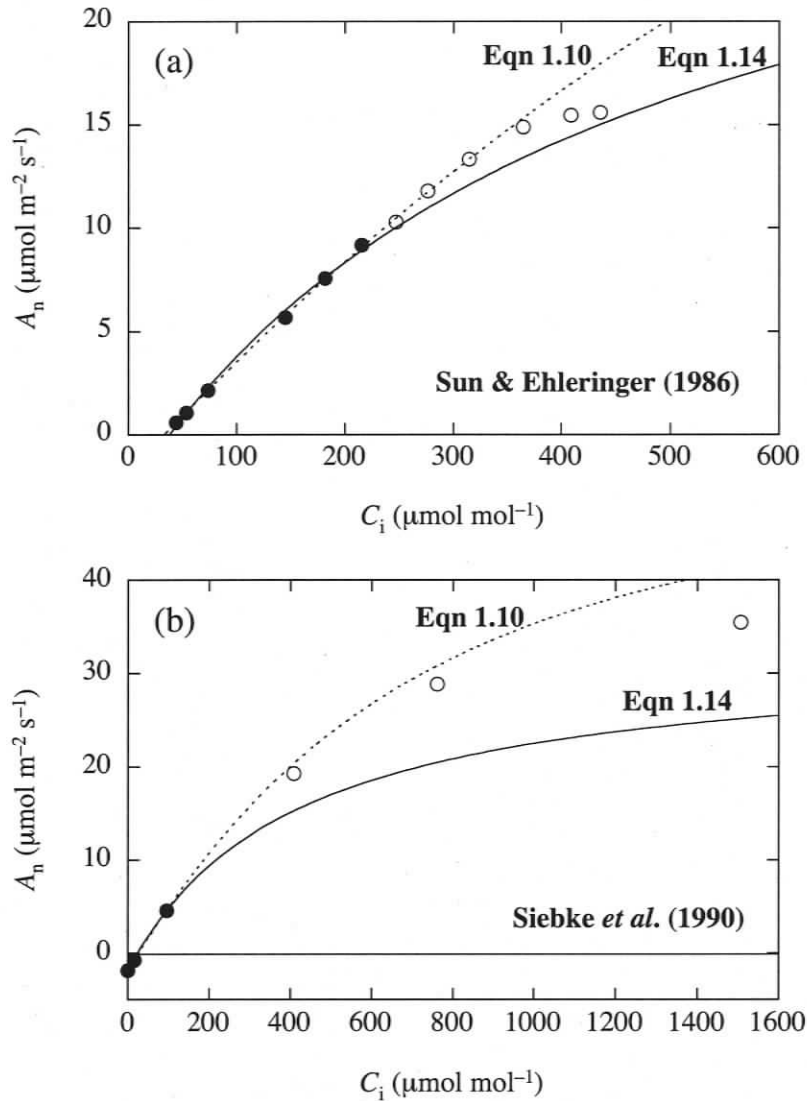 20
(a)
Eqn 1.10
Eqn 1.14
15
10
5
0
Aₙ (μmol m⁻² s⁻¹)
Sun & Ehleringer (1986)
0 100 200 300 400 500 600
Cᵢ (μmol mol⁻¹)
40
(b)
Eqn 1.10
30
Eqn 1.14
20
10
0
Aₙ (μmol m⁻² s⁻¹)
Siebke et al. (1990)
0 200 400 600 800 1000 1200 1400 1600
Cᵢ (μmol mol⁻¹)